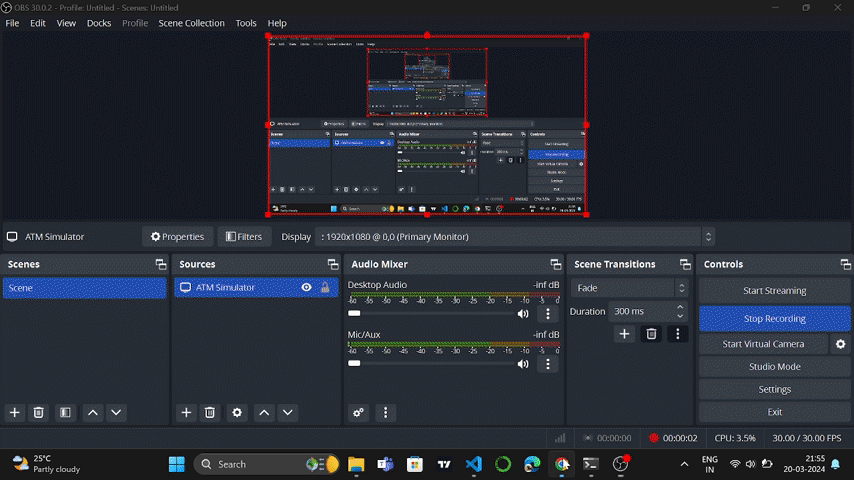 OBS 30.0.2 - Profile: Untitled - Scenes: Untitled
File Edit View Docks Profile Scene Collection Tools Help
ATM Simulator Properties Filters Display : 1920x1080 @ 0,0 (Primary Monitor)
Scenes
Scene
Sources
ATM Simulator
Audio Mixer
Desktop Audio -inf dB
-60 -55 -50 -45 -40 -35 -30 -25 -20 -15 -10 -5 0
Mic/Aux -inf dB
-60 -55 -50 -45 -40 -35 -30 -25 -20 -15 -10 -5 0
Scene Transitions
Fade
Duration 300 ms
Controls
Start Streaming
Stop Recording
Start Virtual Camera
Studio Mode
Settings
Exit
00:00:00 00:00:02 CPU: 3.5% 30.00 / 30.00 FPS
25°C
Partly cloudy
Search
ENG
IN
21:55
20-03-2024